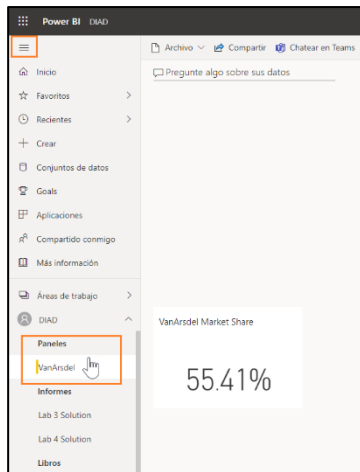 Power BI DIAD
Archivo Compartir Chatear en Teams
Pregunte algo sobre sus datos
Inicio
Favoritos
Recientes
Crear
Conjuntos de datos
Goals
Aplicaciones
Compartido conmigo
Más información
Áreas de trabajo
DIAD
Paneles
VanArsdel
Informes
Lab 3 Solution
Lab 4 Solution
Libros
VanArsdel Market Share
55.41%